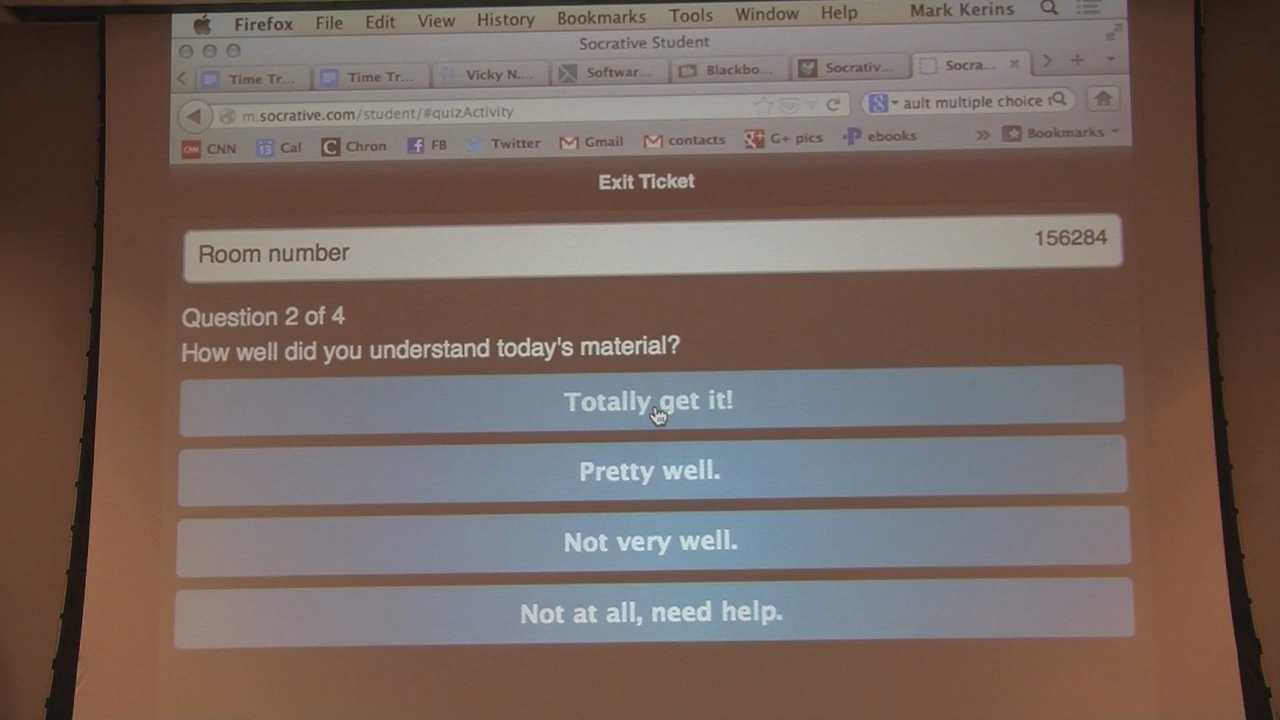 Firefox File Edit View History Bookmarks Tools Window Help Mark Kerins
Socrative Student
Time Tr... Time Tr... Vicky N.... Softwar... Blackbo... Socrativ... Socra...
m.socrative.com/student/#quizActivity ault multiple choice
CNN Cal Chron FB Twitter Gmail contacts G+ pics ebooks Bookmarks
Exit Ticket
Room number 156284
Question 2 of 4
How well did you understand today's material?
Totally get it!
Pretty well.
Not very well.
Not at all, need help.